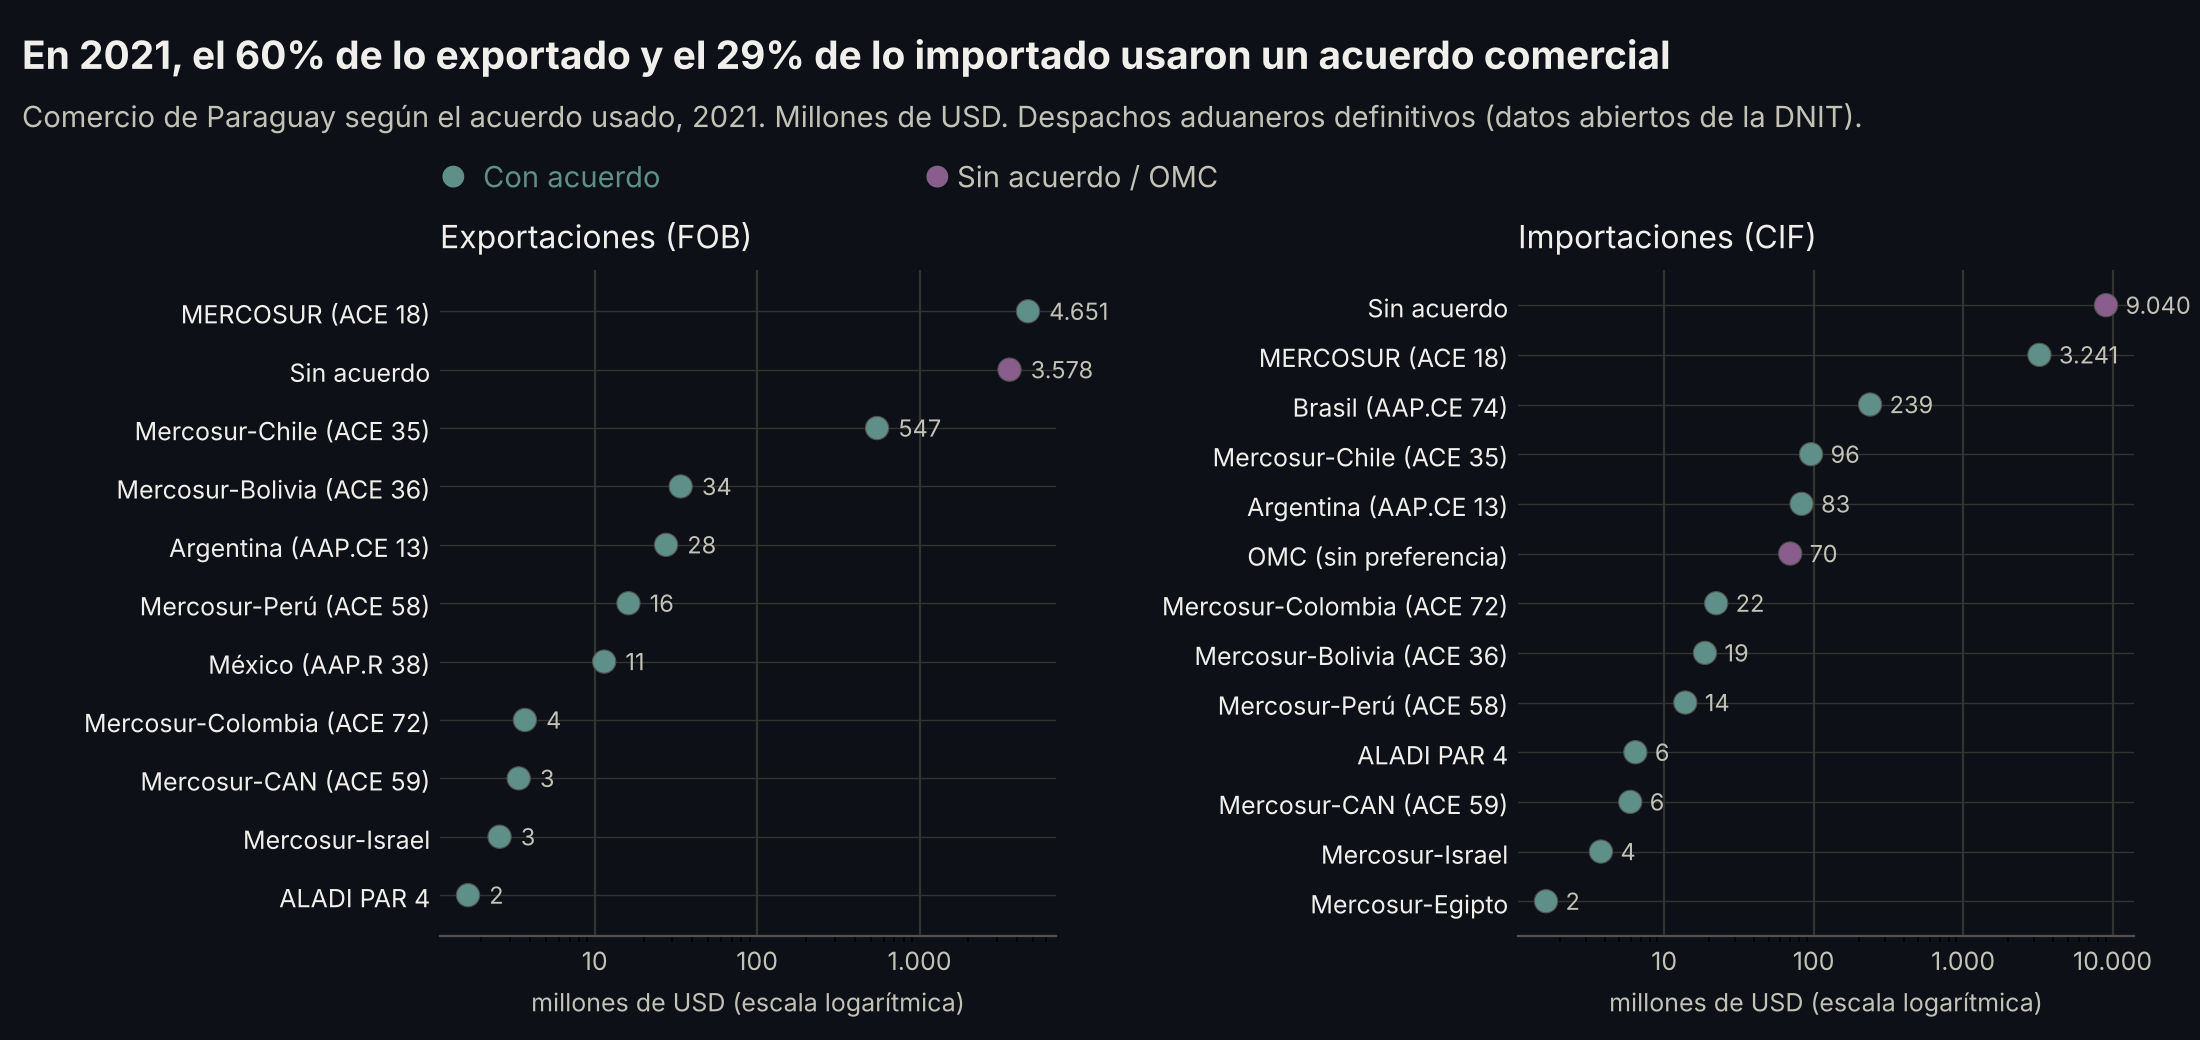 En 2021, el 60% de lo exportado y el 29% de lo importado usaron un acuerdo comercial
Comercio de Paraguay según el acuerdo usado, 2021. Millones de USD. Despachos aduaneros definitivos (datos abiertos de la DNIT).
Con acuerdo
Sin acuerdo / OMC
Exportaciones (FOB)
MERCOSUR (ACE 18) 4.651
Sin acuerdo 3.578
Mercosur-Chile (ACE 35) 547
Mercosur-Bolivia (ACE 36) 34
Argentina (AAP.CE 13) 28
Mercosur-Perú (ACE 58) 16
México (AAP.R 38) 11
Mercosur-Colombia (ACE 72) 4
Mercosur-CAN (ACE 59) 3
Mercosur-Israel 3
ALADI PAR 4 2
10 100 1.000
millones de USD (escala logarítmica)
Importaciones (CIF)
Sin acuerdo 9.040
MERCOSUR (ACE 18) 3.241
Brasil (AAP.CE 74) 239
Mercosur-Chile (ACE 35) 96
Argentina (AAP.CE 13) 83
OMC (sin preferencia) 70
Mercosur-Colombia (ACE 72) 22
Mercosur-Bolivia (ACE 36) 19
Mercosur-Perú (ACE 58) 14
ALADI PAR 4 6
Mercosur-CAN (ACE 59) 6
Mercosur-Israel 4
Mercosur-Egipto 2
10 100 1.000 10.000
millones de USD (escala logarítmica)